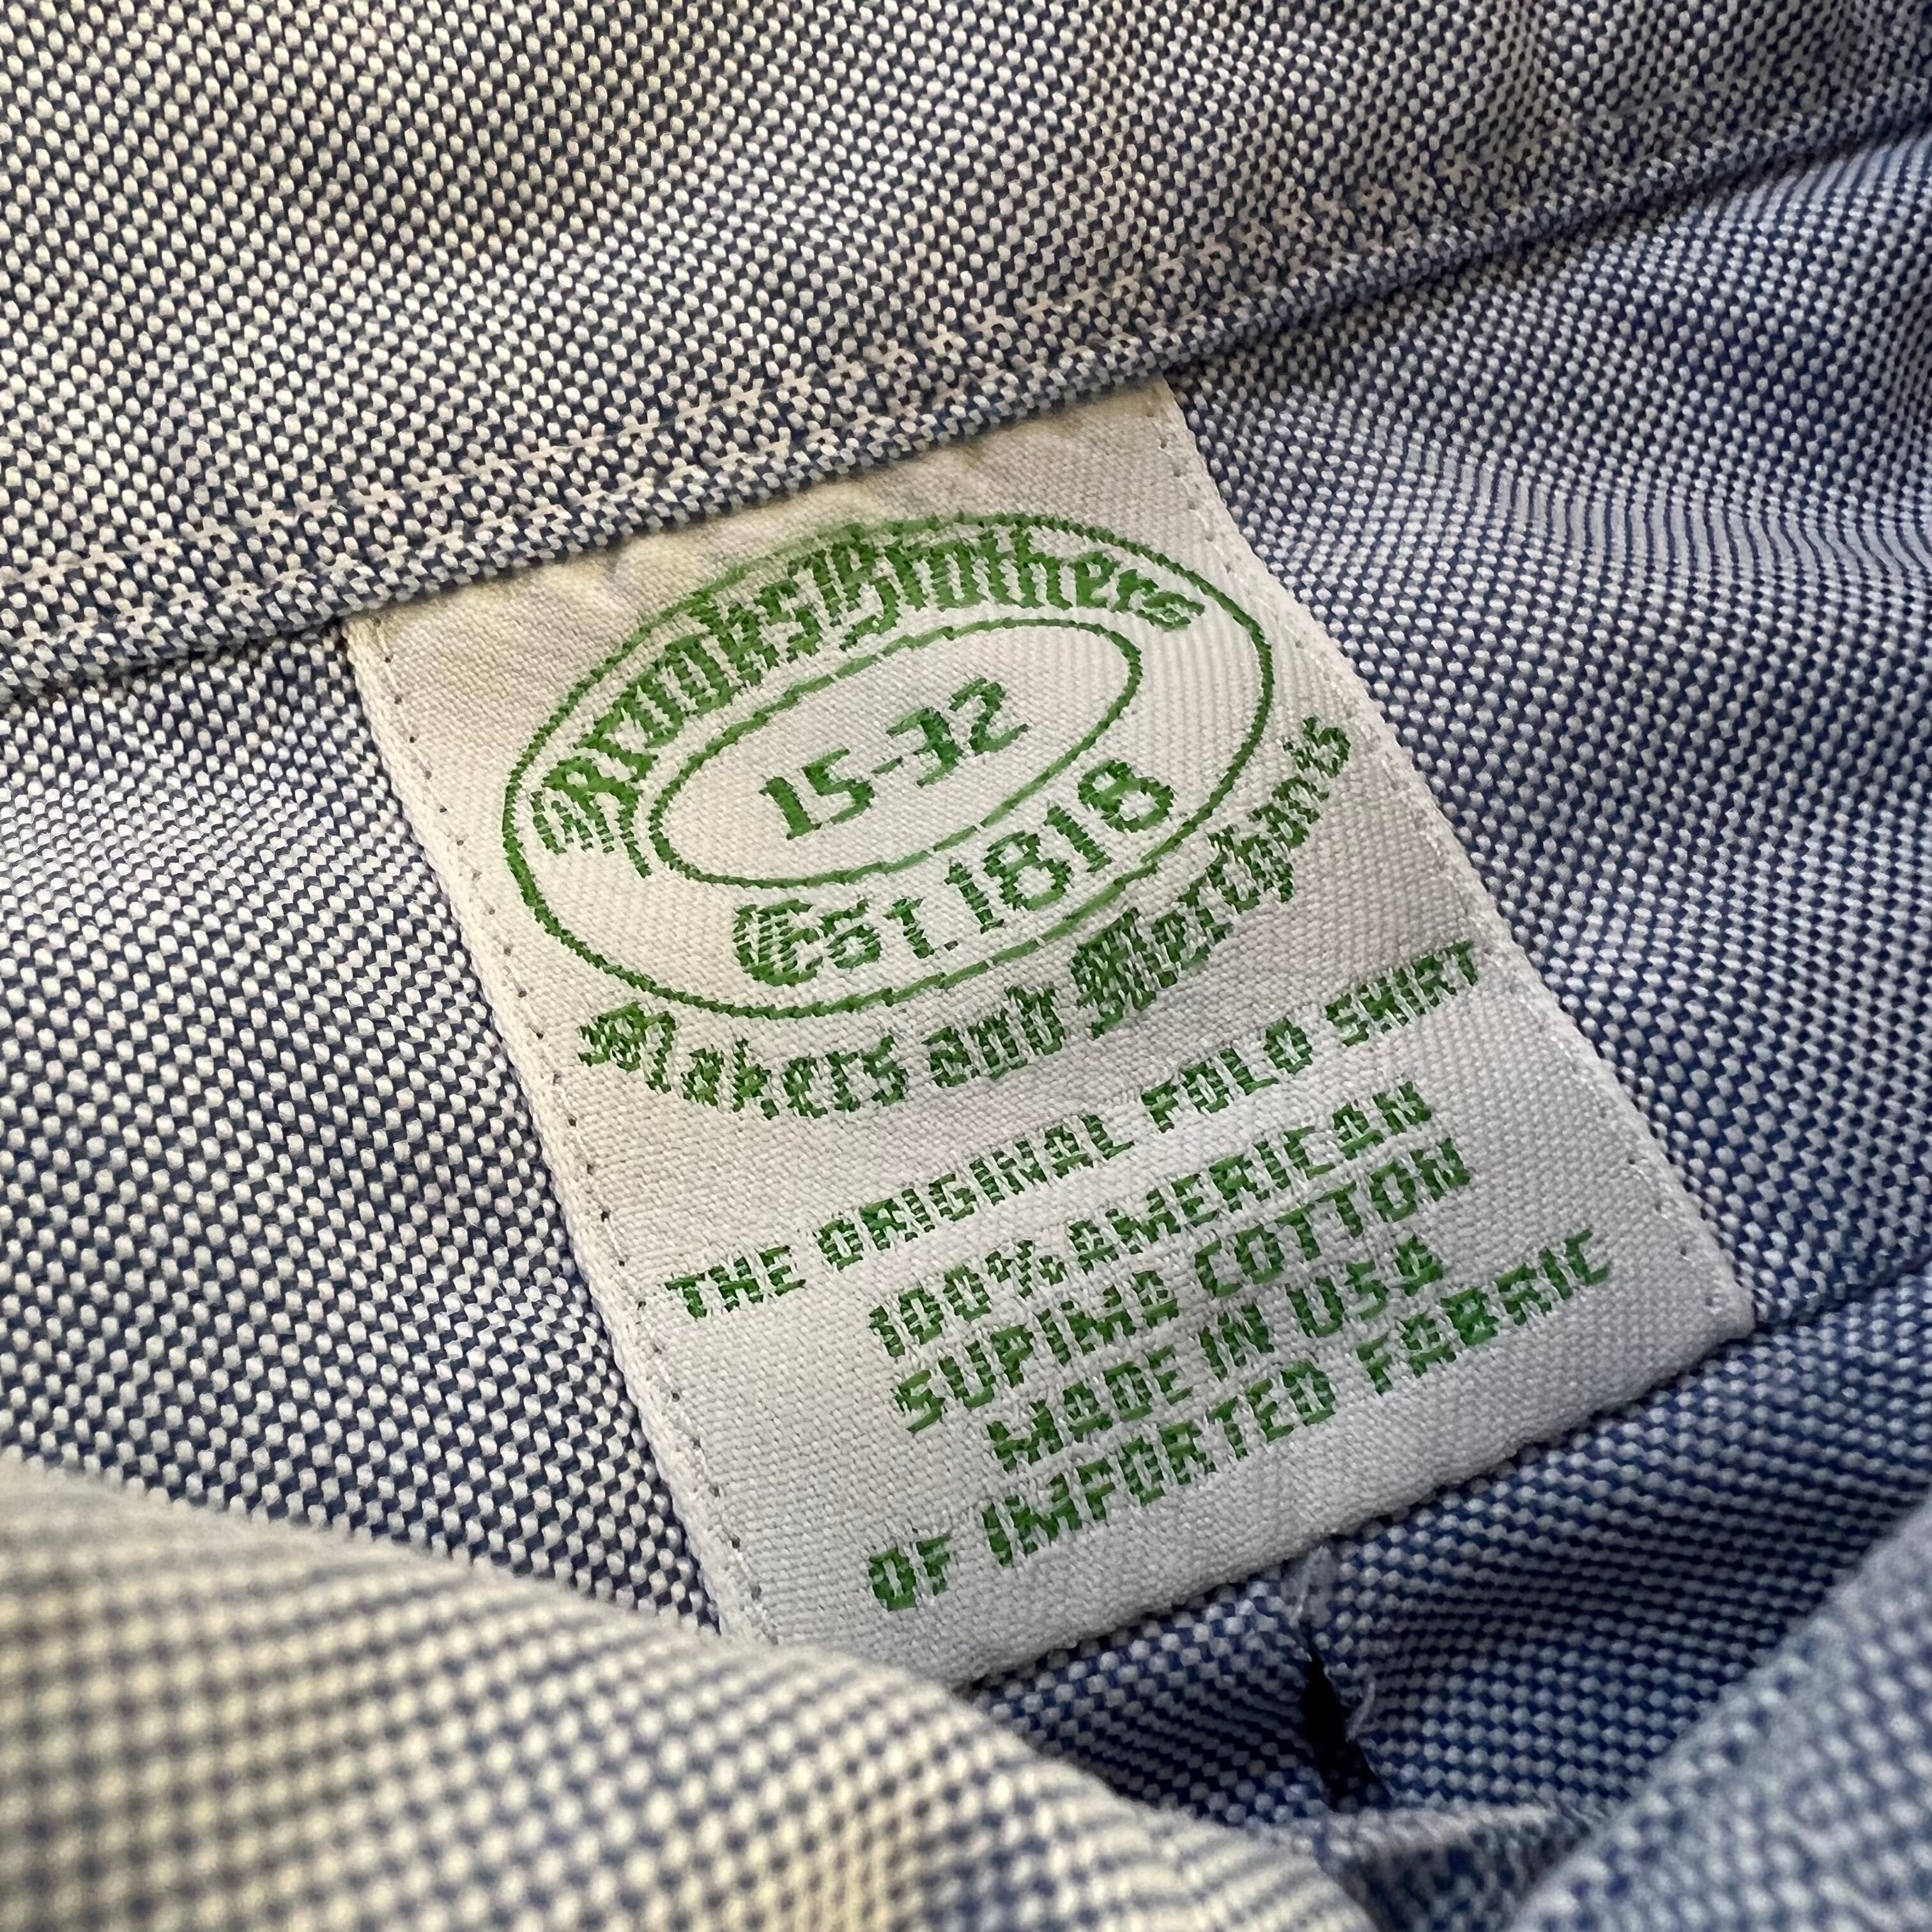 Brooks Brothers
15-32
Est. 1818
Makers and Merchants
THE ORIGINAL POLO SHIRT
100% AMERICAN
SUPIMA COTTON
MADE IN USA
OF IMPORTED FABRIC